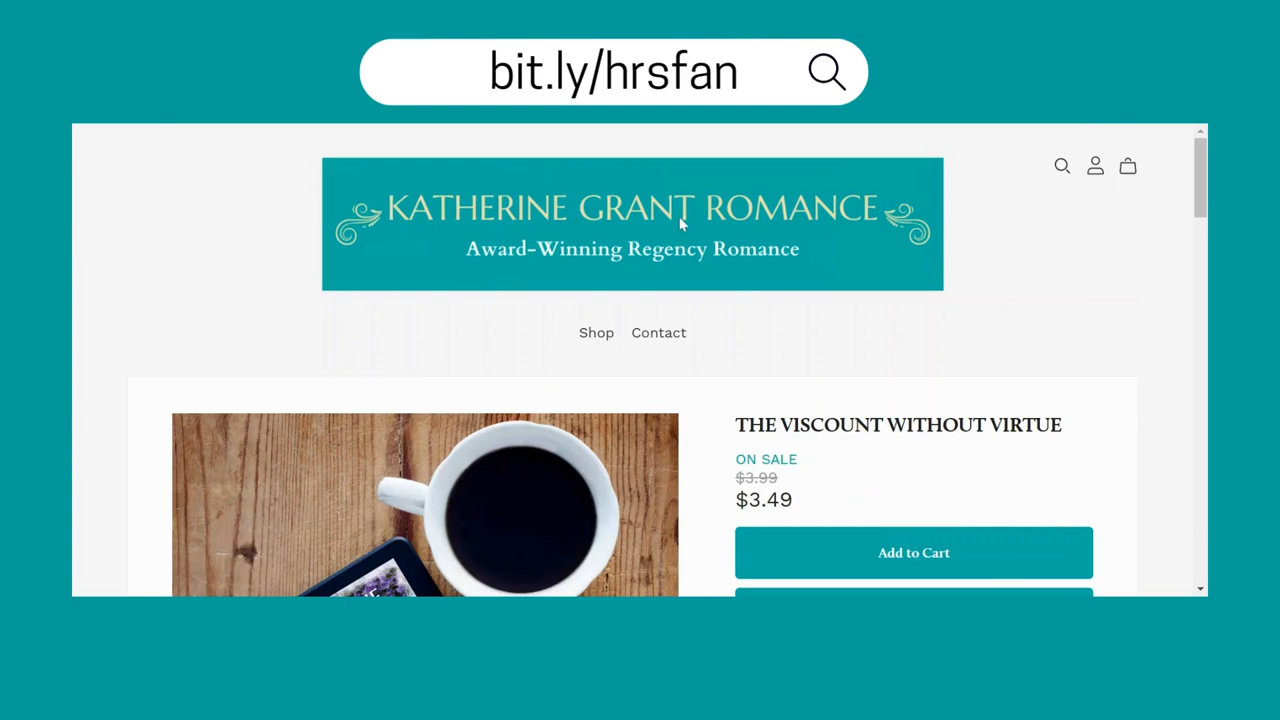 bit.ly/hrsfan
KATHERINE GRANT ROMANCE
Award-Winning Regency Romance
Shop Contact
THE VISCOUNT WITHOUT VIRTUE
ON SALE
$3.99
$3.49
Add to Cart